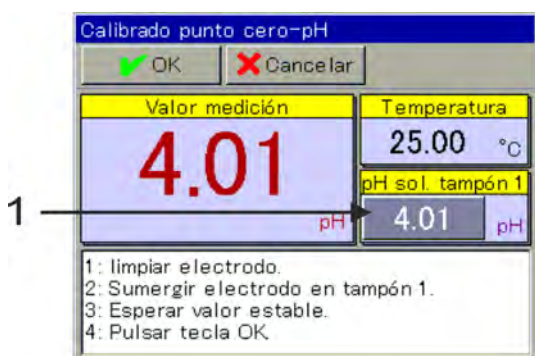 Calibrado punto cero-pH
OK Cancelar
Valor medición
4.01
pH
Temperatura
25.00 °C
pH sol. tampón 1
4.01 pH
1
1: limpiar electrodo.
2: Sumergir electrodo en tampón 1.
3: Esperar valor estable.
4: Pulsar tecla OK